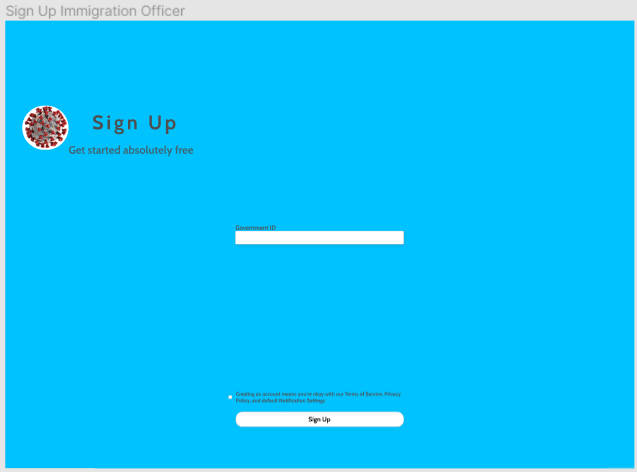 Sign Up Immigration Officer
Sign Up
Get started absolutely free
Government ID
Creating an account means you're okay with our Terms of Service, Privacy
Policy, and default Notification Settings
Sign Up